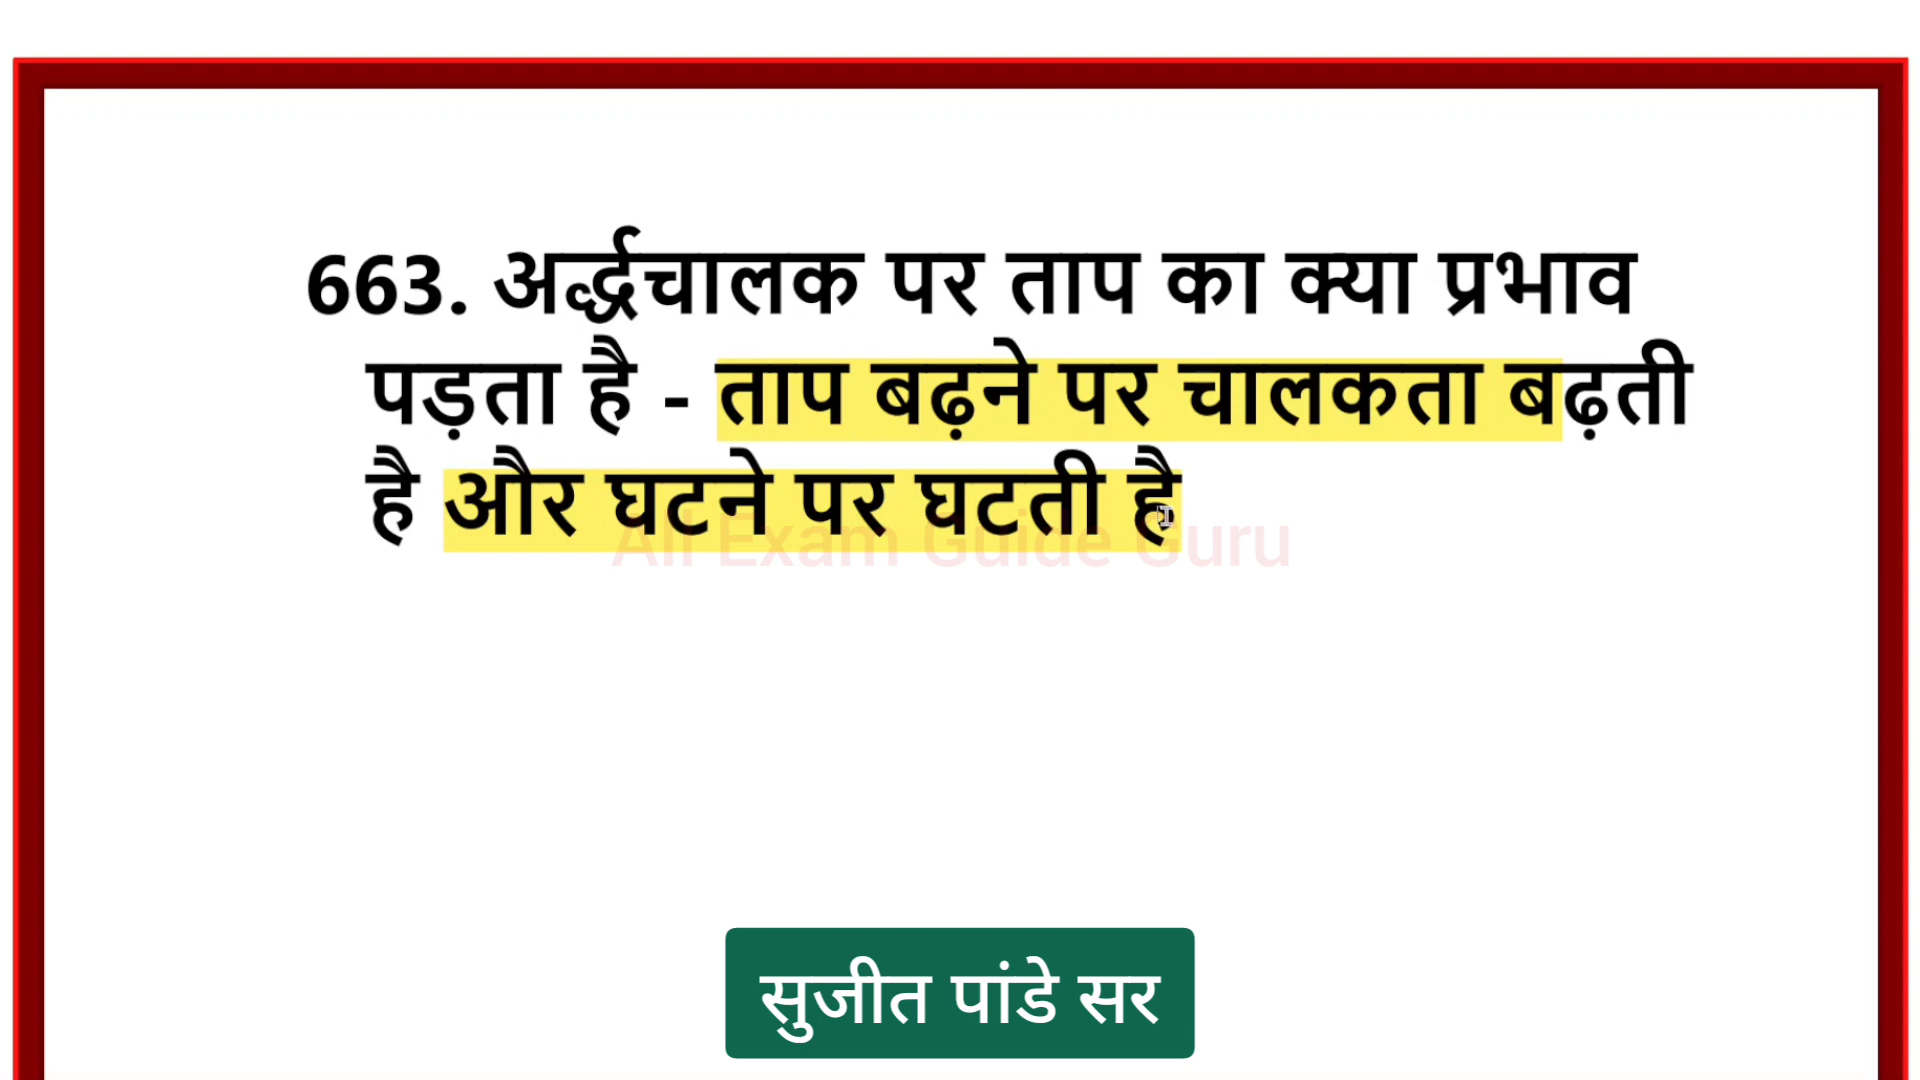 663. अर्द्धचालक पर ताप का क्या प्रभाव
पड़ता है - ताप बढ़ने पर चालकता बढ़ती
है और घटने पर घटती है
All Exam Guide Guru
सुजीत पांडे सर